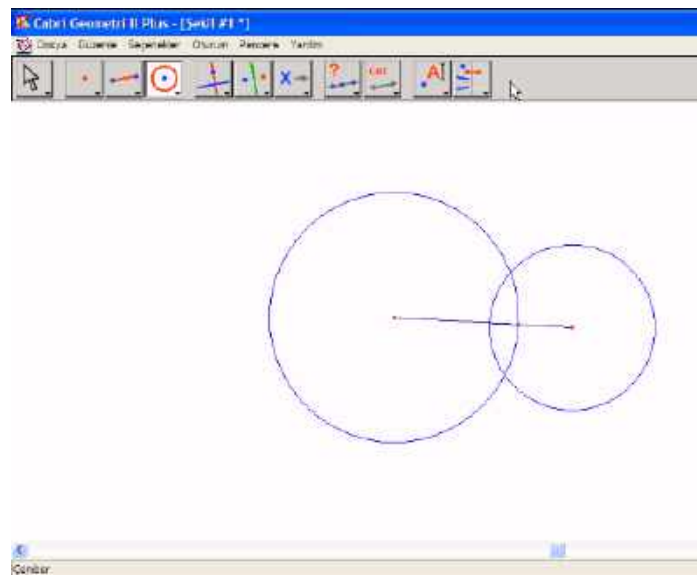 Cabri Geometri II Plus - [Şekil #1 *]
Dosya Düzenle Seçenekler Oturum Pencere Yardım
? A
Çember